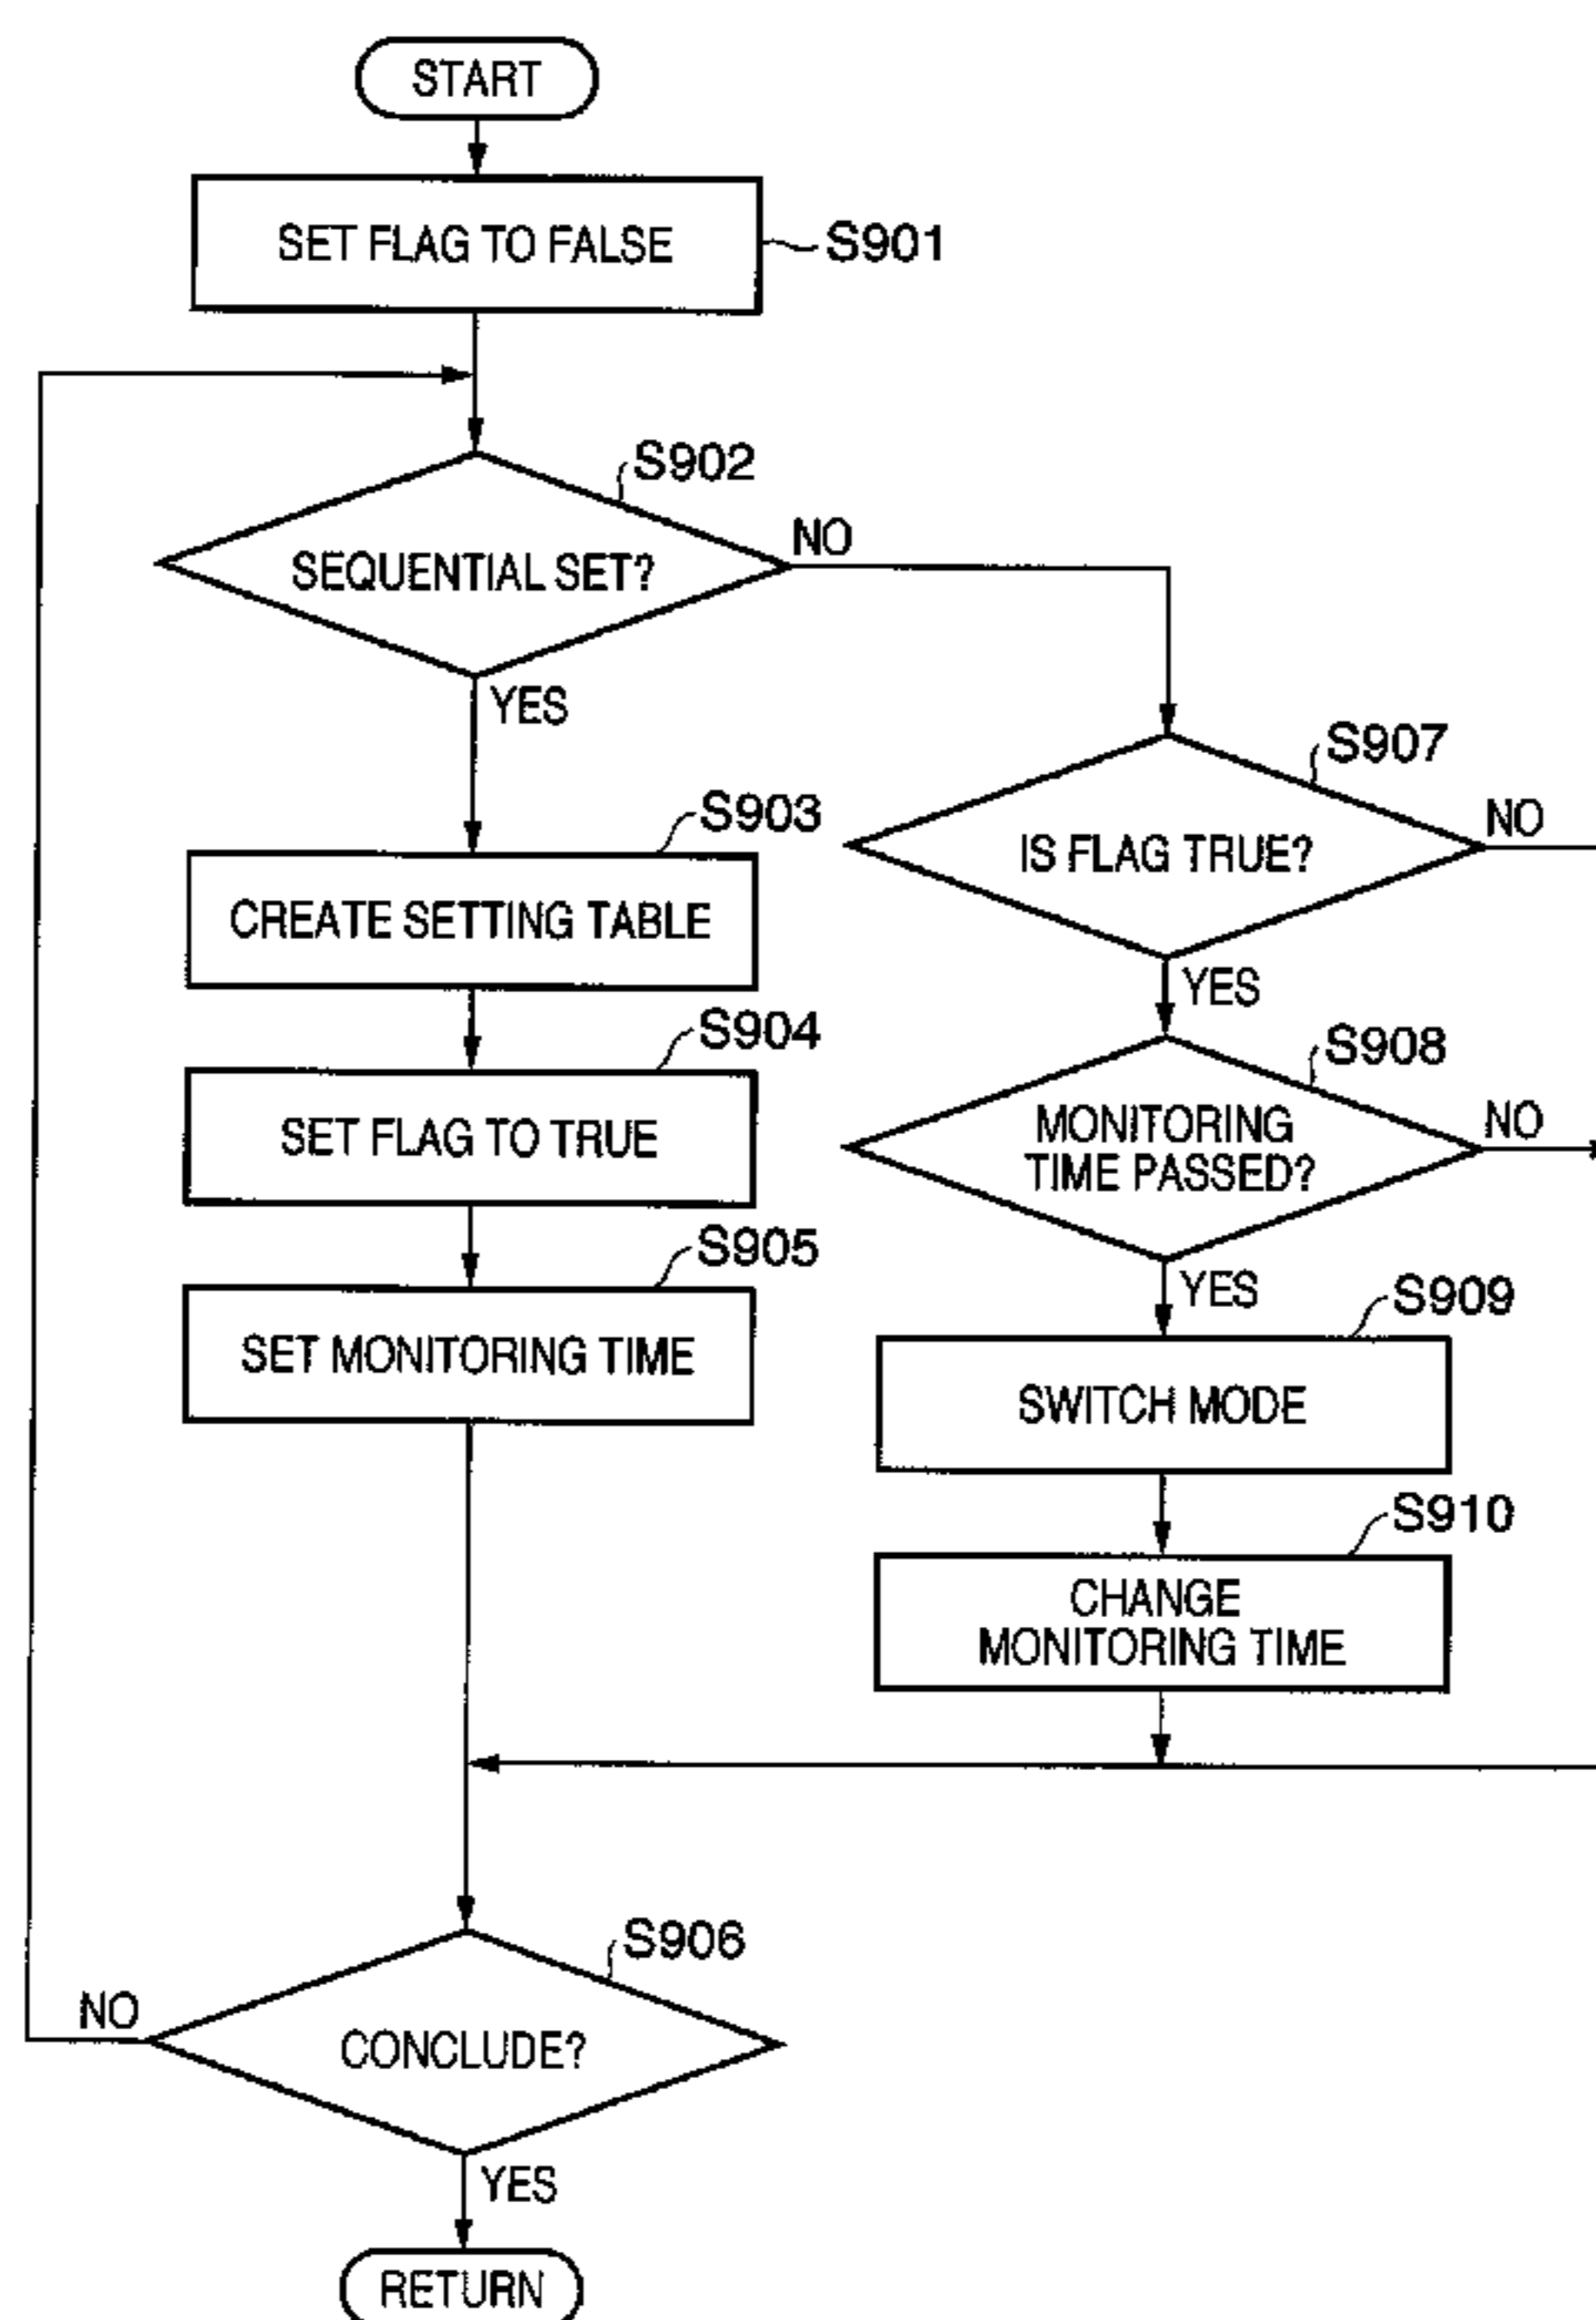 START
SET FLAG TO FALSE
S901
S902
SEQUENTIAL SET?
NO
YES
S903
CREATE SETTING TABLE
S904
SET FLAG TO TRUE
S905
SET MONITORING TIME
S907
IS FLAG TRUE?
NO
YES
S908
MONITORING
TIME PASSED?
NO
YES
S909
SWITCH MODE
S910
CHANGE
MONITORING TIME
S906
CONCLUDE?
NO
YES
RETURN